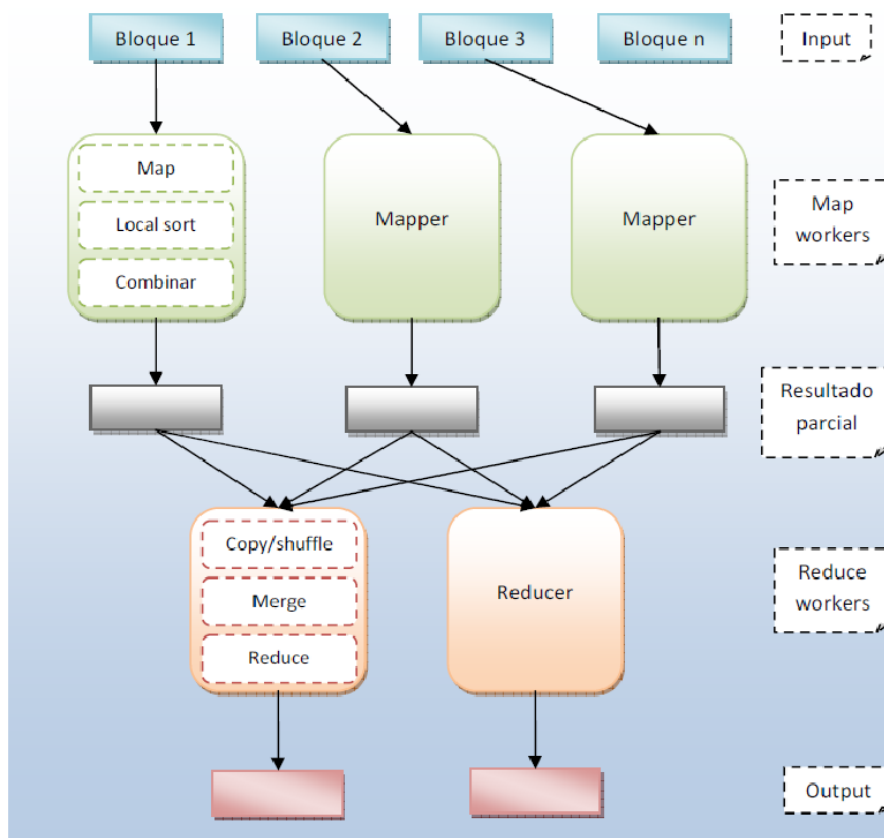 Bloque 1
Bloque 2
Bloque 3
Bloque n
Input
Map
Local sort
Combinar
Mapper
Mapper
Map
workers
Resultado
parcial
Copy/shuffle
Merge
Reduce
Reducer
Reduce
workers
Output